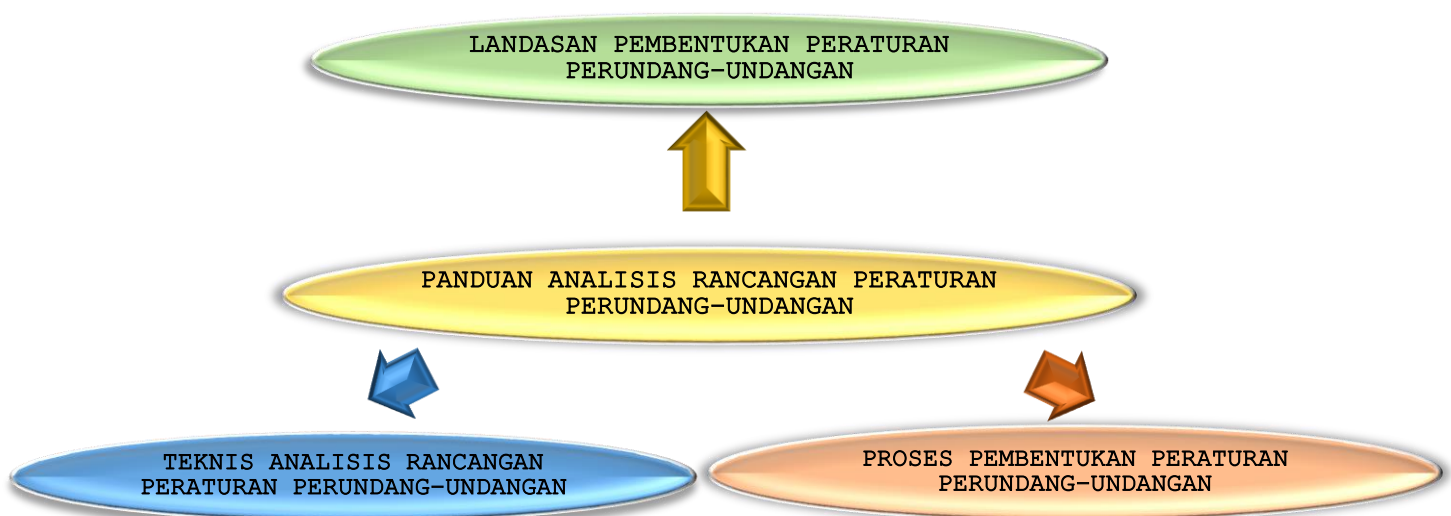 LANDASAN PEMBENTUKAN PERATURAN
PERUNDANG-UNDANGAN
PANDUAN ANALISIS RANCANGAN PERATURAN
PERUNDANG-UNDANGAN
TEKNIS ANALISIS RANCANGAN
PERATURAN PERUNDANG-UNDANGAN
PROSES PEMBENTUKAN PERATURAN
PERUNDANG-UNDANGAN